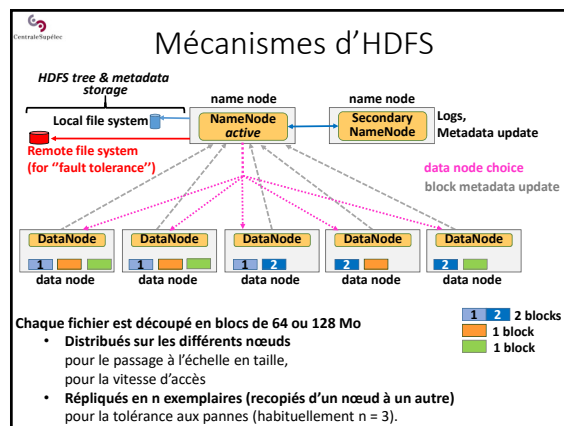 CentraleSupélec
Mécanismes d’HDFS
HDFS tree & metadata
storage
name node
name node
Local file system
NameNode
active
Secondary
NameNode
Logs,
Metadata update
Remote file system
(for ‘‘fault tolerance’’)
data node choice
block metadata update
DataNode
DataNode
DataNode
DataNode
DataNode
1
1
1 2
2
2
data node
data node
data node
data node
data node
Chaque fichier est découpé en blocs de 64 ou 128 Mo
1 2 2 blocks
1 block
1 block
• Distribués sur les différents nœuds
pour le passage à l’échelle en taille,
pour la vitesse d’accès
• Répliqués en n exemplaires (recopiés d’un nœud à un autre)
pour la tolérance aux pannes (habituellement n = 3).